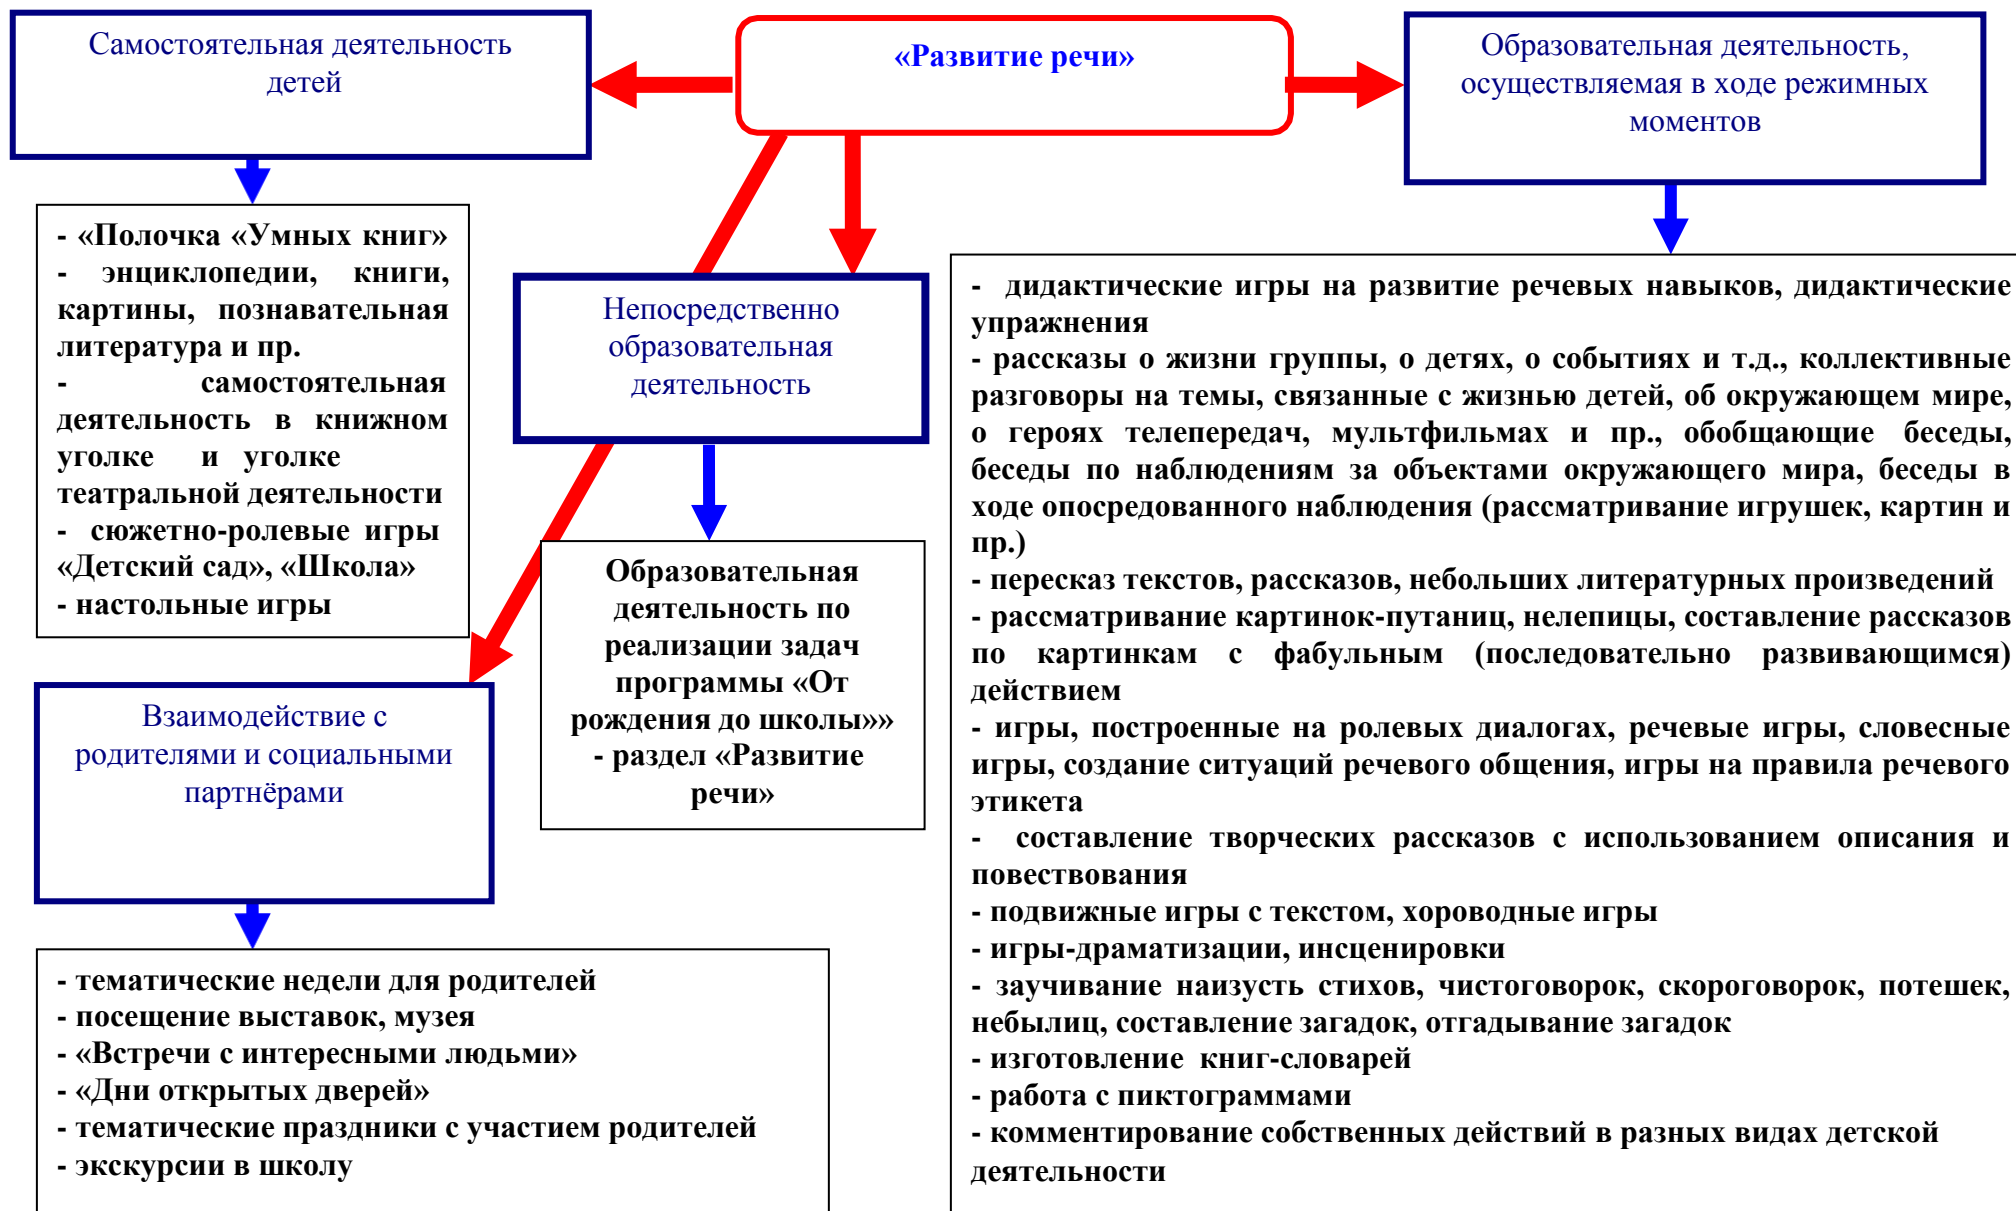 Самостоятельная деятельность
детей
«Развитие речи»
Образовательная деятельность,
осуществляемая в ходе режимных
моментов
- «Полочка «Умных книг»
- энциклопедии, книги,
картины, познавательная
литература и пр.
- самостоятельная
деятельность в книжном
уголке и уголке
театральной деятельности
- сюжетно-ролевые игры
«Детский сад», «Школа»
- настольные игры
Непосредственно
образовательная
деятельность
Образовательная
деятельность по
реализации задач
программы «От
рождения до школы»»
- раздел «Развитие
речи»
Взаимодействие с
родителями и социальными
партнёрами
- тематические недели для родителей
- посещение выставок, музея
- «Встречи с интересными людьми»
- «Дни открытых дверей»
- тематические праздники с участием родителей
- экскурсии в школу
- дидактические игры на развитие речевых навыков, дидактические
упражнения
- рассказы о жизни группы, о детях, о событиях и т.д., коллективные
разговоры на темы, связанные с жизнью детей, об окружающем мире,
о героях телепередач, мультфильмах и пр., обобщающие беседы,
беседы по наблюдениям за объектами окружающего мира, беседы в
ходе опосредованного наблюдения (рассматривание игрушек, картин и
пр.)
- пересказ текстов, рассказов, небольших литературных произведений
- рассматривание картинок-путаниц, нелепицы, составление рассказов
по картинкам с фабульным (последовательно развивающимся)
действием
- игры, построенные на ролевых диалогах, речевые игры, словесные
игры, создание ситуаций речевого общения, игры на правила речевого
этикета
- составление творческих рассказов с использованием описания и
повествования
- подвижные игры с текстом, хороводные игры
- игры-драматизации, инсценировки
- заучивание наизусть стихов, чистоговорок, скороговорок, потешек,
небылиц, составление загадок, отгадывание загадок
- изготовление книг-словарей
- работа с пиктограммами
- комментирование собственных действий в разных видах детской
деятельности